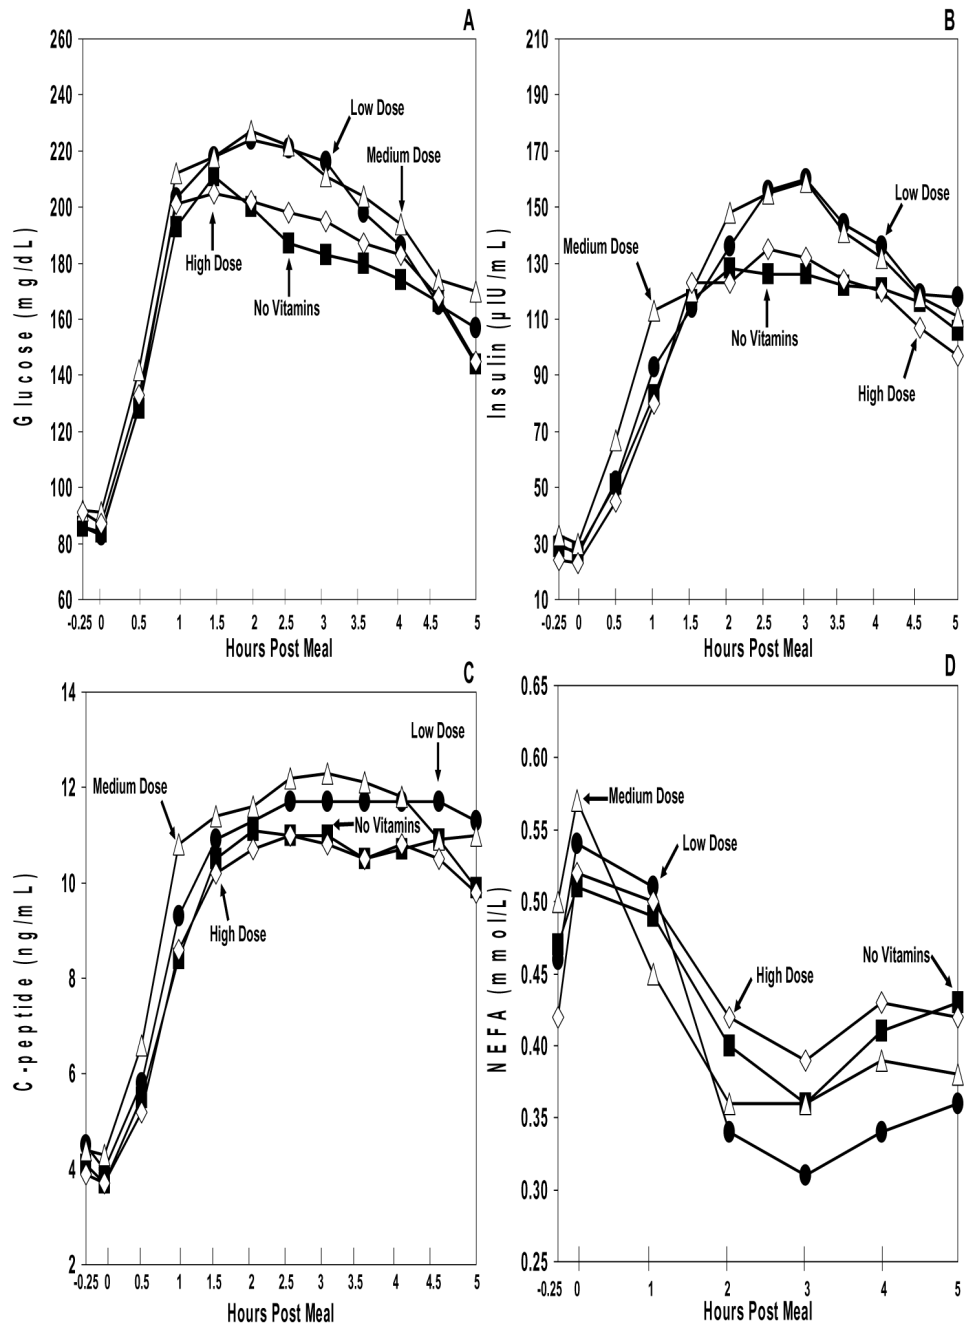 A
260
240
220
200
180
160
140
120
100
80
60
Glucose (mg/dL)
Low Dose
Medium Dose
High Dose
No Vitamins
-0.25 0 0.5 1 1.5 2 2.5 3 3.5 4 4.5 5
Hours Post Meal
B
210
190
170
150
130
110
90
70
50
30
10
Insulin (µIU/mL)
Low Dose
Medium Dose
No Vitamins
High Dose
-0.25 0 0.5 1 1.5 2 2.5 3 3.5 4 4.5 5
Hours Post Meal
C
14
12
10
8
6
4
2
C-peptide (ng/mL)
Low Dose
Medium Dose
No Vitamins
High Dose
-0.25 0 0.5 1 1.5 2 2.5 3 3.5 4 4.5 5
Hours Post Meal
D
0.65
0.60
0.55
0.50
0.45
0.40
0.35
0.30
0.25
NEFA (mmol/L)
Medium Dose
Low Dose
No Vitamins
High Dose
-0.25 0 1 2 3 4 5
Hours Post Meal